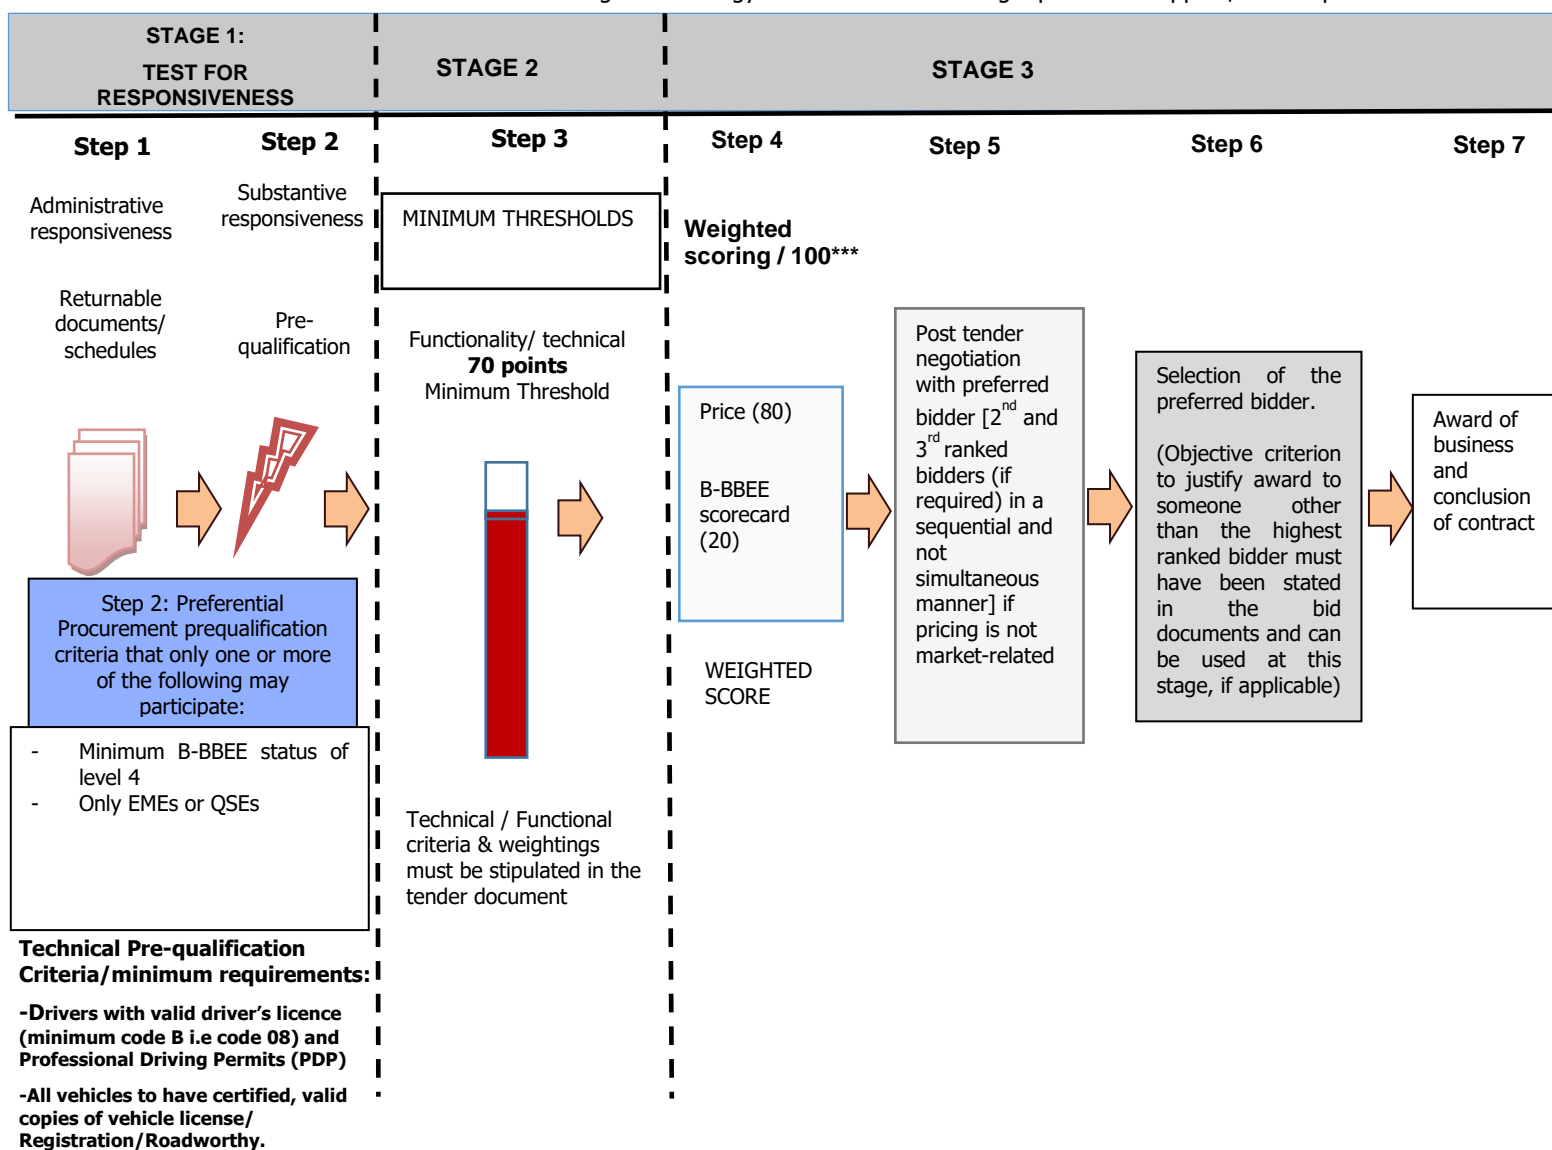 STAGE 1:
TEST FOR
RESPONSIVENESS
STAGE 2
STAGE 3
Step 1
Step 2
Step 3
Step 4
Step 5
Step 6
Step 7
Administrative
responsiveness
Returnable
documents/
schedules
Substantive
responsiveness
Pre-
qualification
Step 2: Preferential
Procurement prequalification
criteria that only one or more
of the following may
participate:
- Minimum B-BBEE status of
level 4
- Only EMEs or QSEs
Technical Pre-qualification
Criteria/minimum requirements:
-Drivers with valid driver’s licence
(minimum code B i.e code 08) and
Professional Driving Permits (PDP)
-All vehicles to have certified, valid
copies of vehicle license/
Registration/Roadworthy.
MINIMUM THRESHOLDS
Functionality/ technical
70 points
Minimum Threshold
Technical / Functional
criteria & weightings
must be stipulated in the
tender document
Weighted
scoring / 100***
Price (80)
B-BBEE
scorecard
(20)
WEIGHTED
SCORE
Post tender
negotiation
with preferred
bidder [2nd and
3rd ranked
bidders (if
required) in a
sequential and
not
simultaneous
manner] if
pricing is not
market-related
Selection of the
preferred bidder.
(Objective criterion
to justify award to
someone other
than the highest
ranked bidder must
have been stated
in the bid
documents and can
be used at this
stage, if applicable)
Award of
business
and
conclusion
of contract